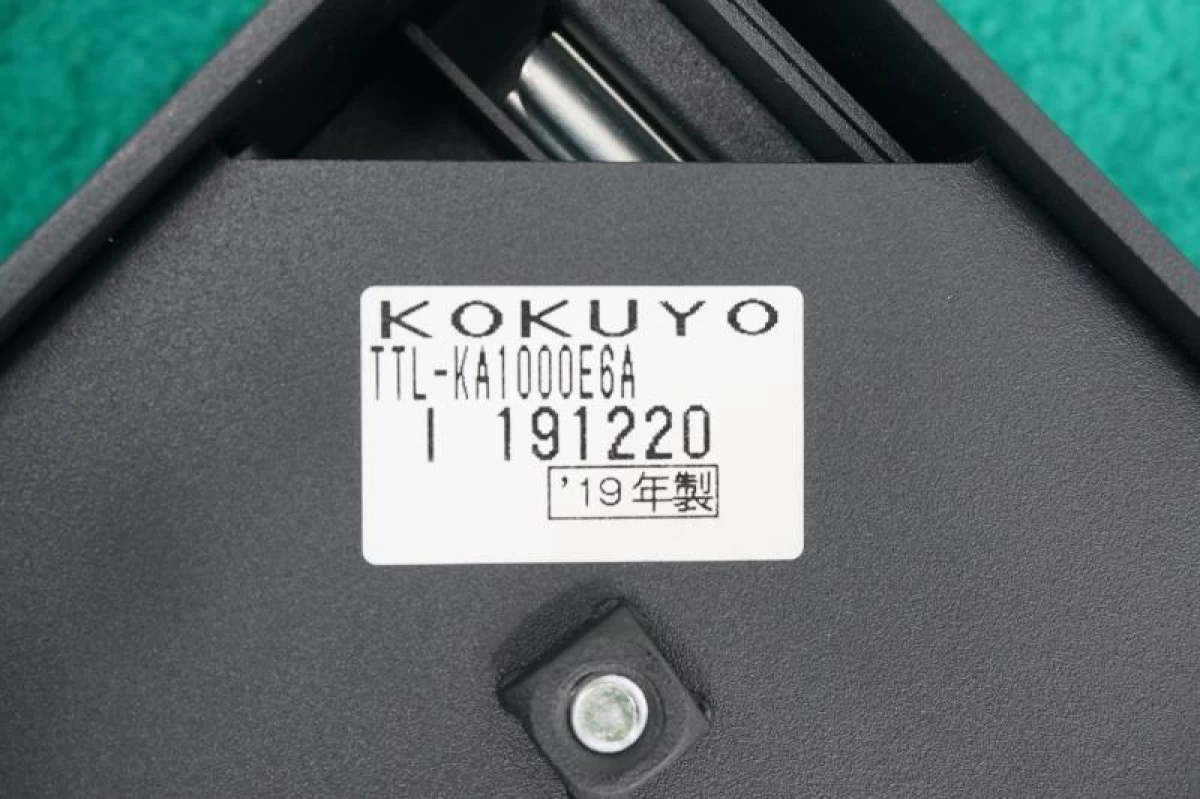 KOKUYO
TTL-KA1000E6A
I 191220
'19年製